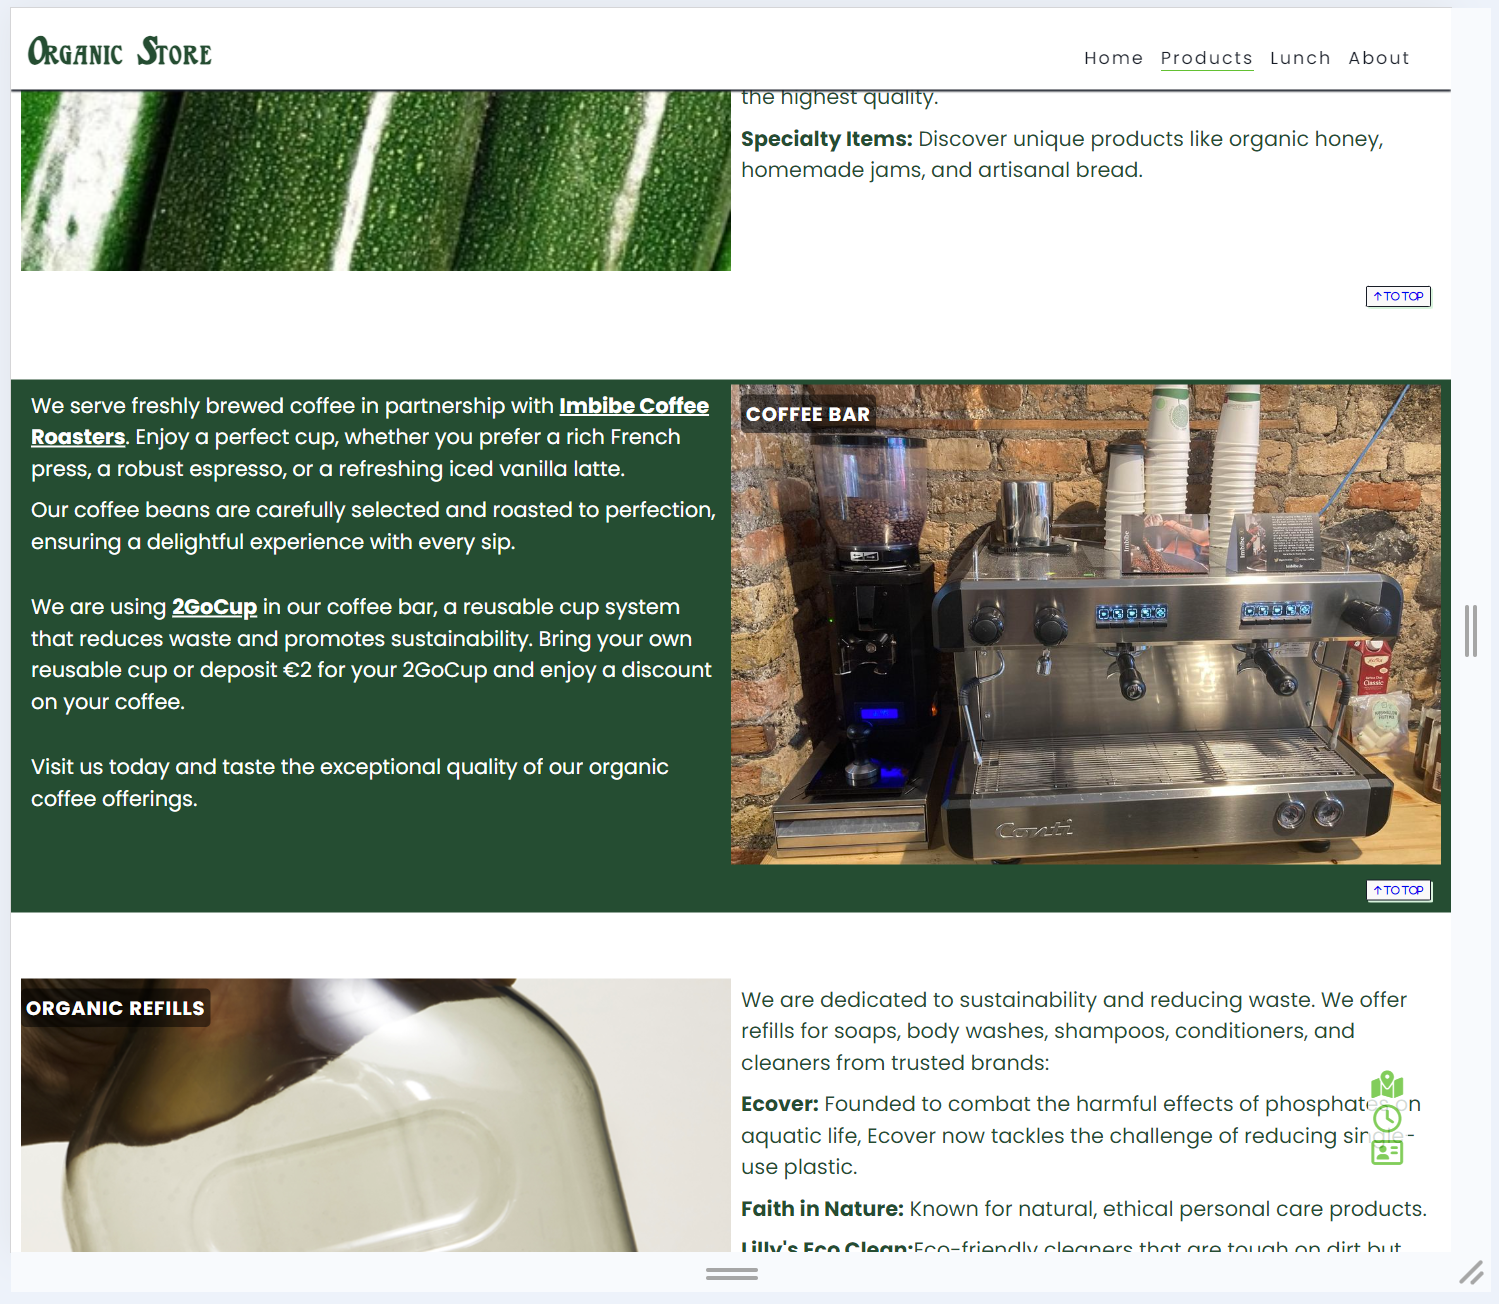 Organic Store
Home Products Lunch About
the highest quality.
Specialty Items: Discover unique products like organic honey,
homemade jams, and artisanal bread.
↑ TO TOP
We serve freshly brewed coffee in partnership with Imbibe Coffee
Roasters. Enjoy a perfect cup, whether you prefer a rich French
press, a robust espresso, or a refreshing iced vanilla latte.
Our coffee beans are carefully selected and roasted to perfection,
ensuring a delightful experience with every sip.
We are using 2GoCup in our coffee bar, a reusable cup system
that reduces waste and promotes sustainability. Bring your own
reusable cup or deposit €2 for your 2GoCup and enjoy a discount
on your coffee.
Visit us today and taste the exceptional quality of our organic
coffee offerings.
COFFEE BAR
Imbibe
Imbibe
Classic
Conti
↑ TO TOP
ORGANIC REFILLS
We are dedicated to sustainability and reducing waste. We offer
refills for soaps, body washes, shampoos, conditioners, and
cleaners from trusted brands:
Ecover: Founded to combat the harmful effects of phosphates on
aquatic life, Ecover now tackles the challenge of reducing single-
use plastic.
Faith in Nature: Known for natural, ethical personal care products.
Lilly's Eco Clean:Eco-friendly cleaners that are tough on dirt but